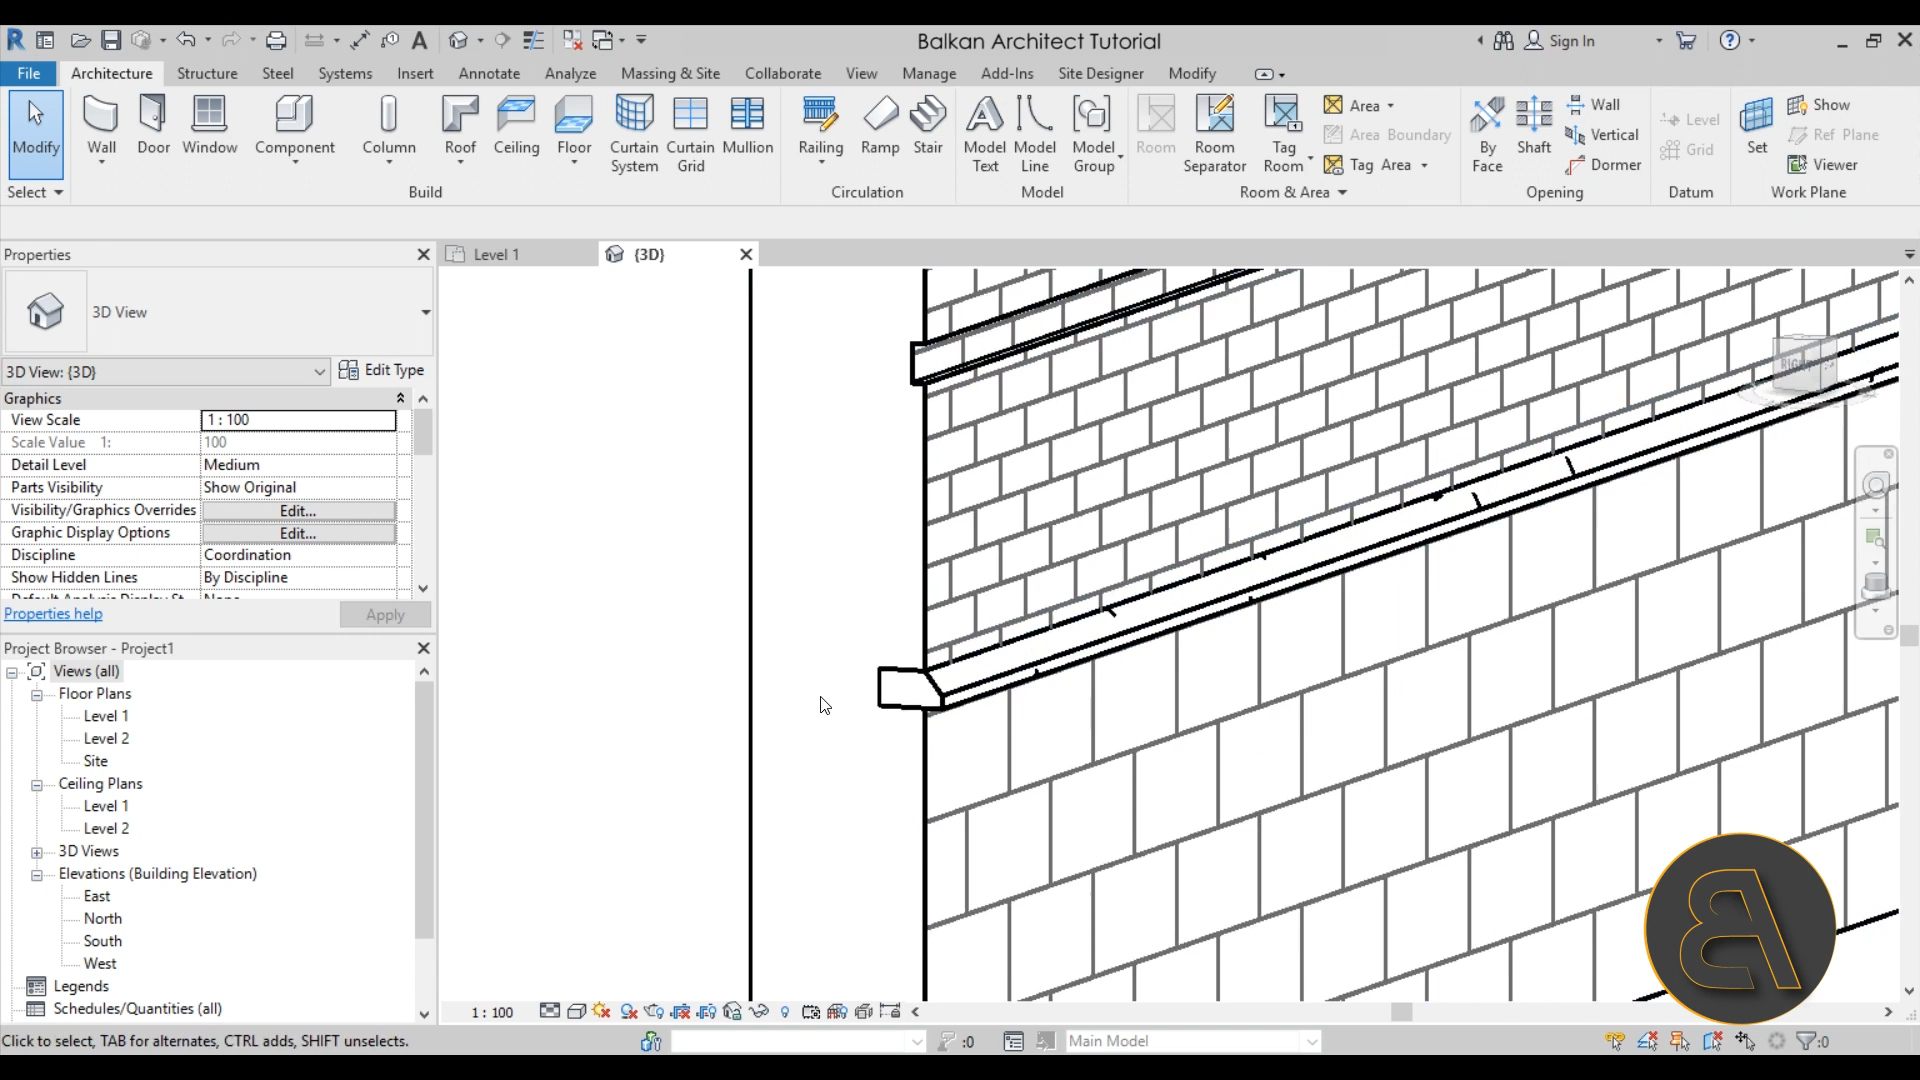 Balkan Architect Tutorial
Sign In
File
Architecture
Structure
Steel
Systems
Insert
Annotate
Analyze
Massing & Site
Collaborate
View
Manage
Add-Ins
Site Designer
Modify
Modify
Wall
Door
Window
Component
Column
Roof
Ceiling
Floor
Curtain System
Curtain Grid
Mullion
Railing
Ramp
Stair
Model Text
Model Line
Model Group
Room
Room Separator
Tag Room
Area
Area Boundary
Tag Area
By Face
Shaft
Wall
Vertical
Dormer
Level
Grid
Set
Show
Ref Plane
Viewer
Select
Build
Circulation
Model
Room & Area
Opening
Datum
Work Plane
Properties
Level 1
{3D}
3D View
3D View: {3D}
Edit Type
Graphics
View Scale
1 : 100
Scale Value 1:
100
Detail Level
Medium
Parts Visibility
Show Original
Visibility/Graphics Overrides
Edit...
Graphic Display Options
Edit...
Discipline
Coordination
Show Hidden Lines
By Discipline
Properties help
Apply
Project Browser - Project1
Views (all)
Floor Plans
Level 1
Level 2
Site
Ceiling Plans
Level 1
Level 2
3D Views
Elevations (Building Elevation)
East
North
South
West
Legends
Schedules/Quantities (all)
1 : 100
Click to select, TAB for alternates, CTRL adds, SHIFT unselects.
:0
Main Model
:0